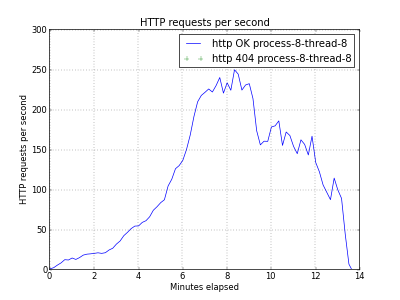 HTTP requests per second
http OK process-8-thread-8
http 404 process-8-thread-8
HTTP requests per second
300
250
200
150
100
50
0
0 2 4 6 8 10 12 14
Minutes elapsed